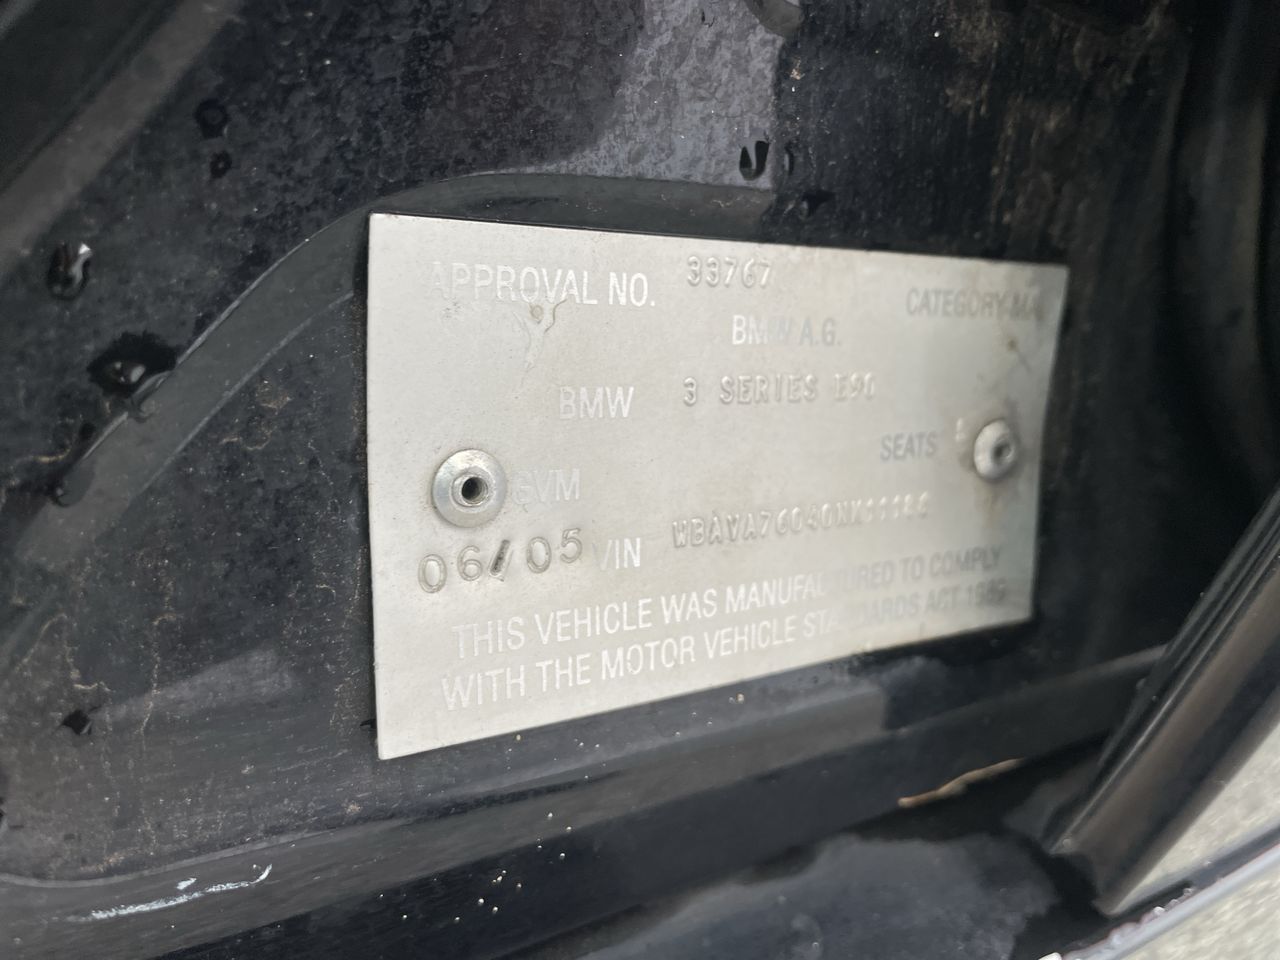 APPROVAL NO. 33767
CATEGORY MA
BMW A.G.
BMW 3 SERIES E90
SEATS 5
GVM
06/05 VIN
THIS VEHICLE WAS MANUFACTURED TO COMPLY
WITH THE MOTOR VEHICLE STANDARDS ACT 1989